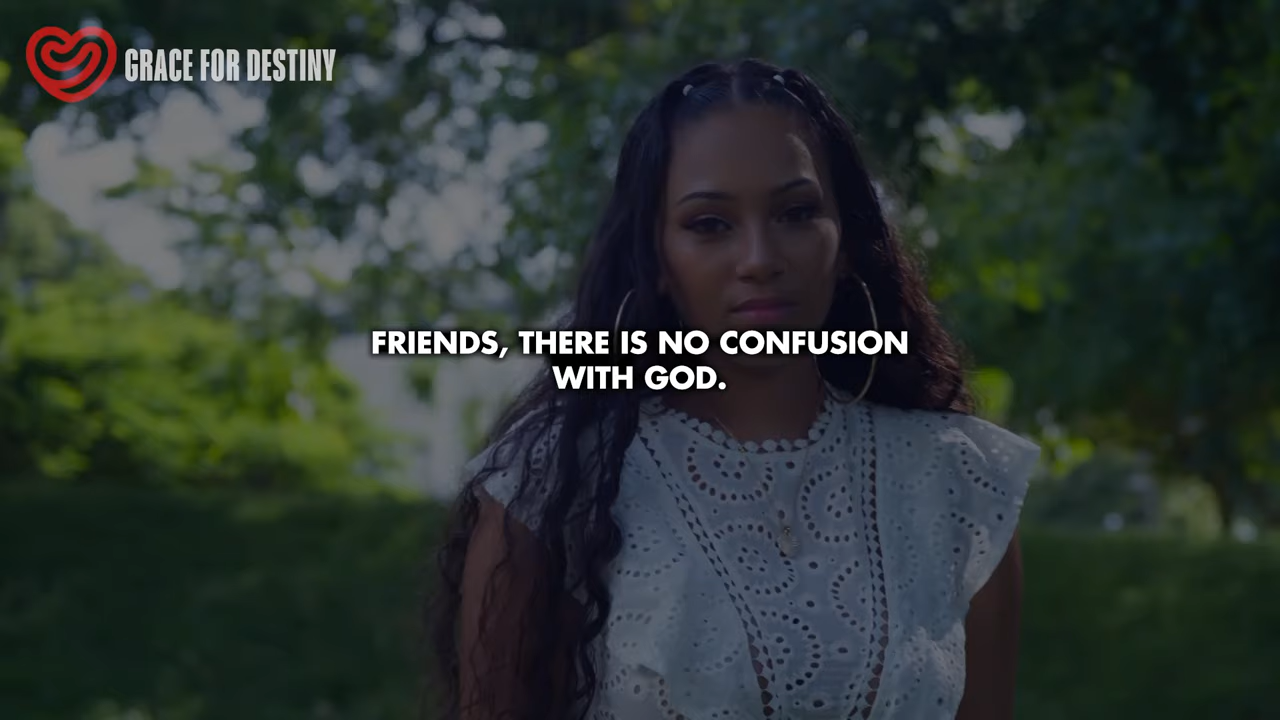 GRACE FOR DESTINY
FRIENDS, THERE IS NO CONFUSION
WITH GOD.